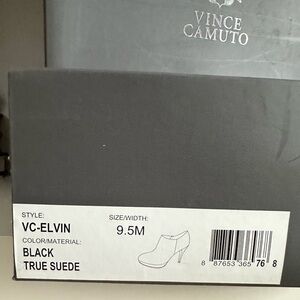 VINCE
CAMUTO
STYLE:
VC-ELVIN
SIZE/WIDTH:
9.5M
COLOR/MATERIAL:
BLACK
TRUE SUEDE
8 87653 365 76 8